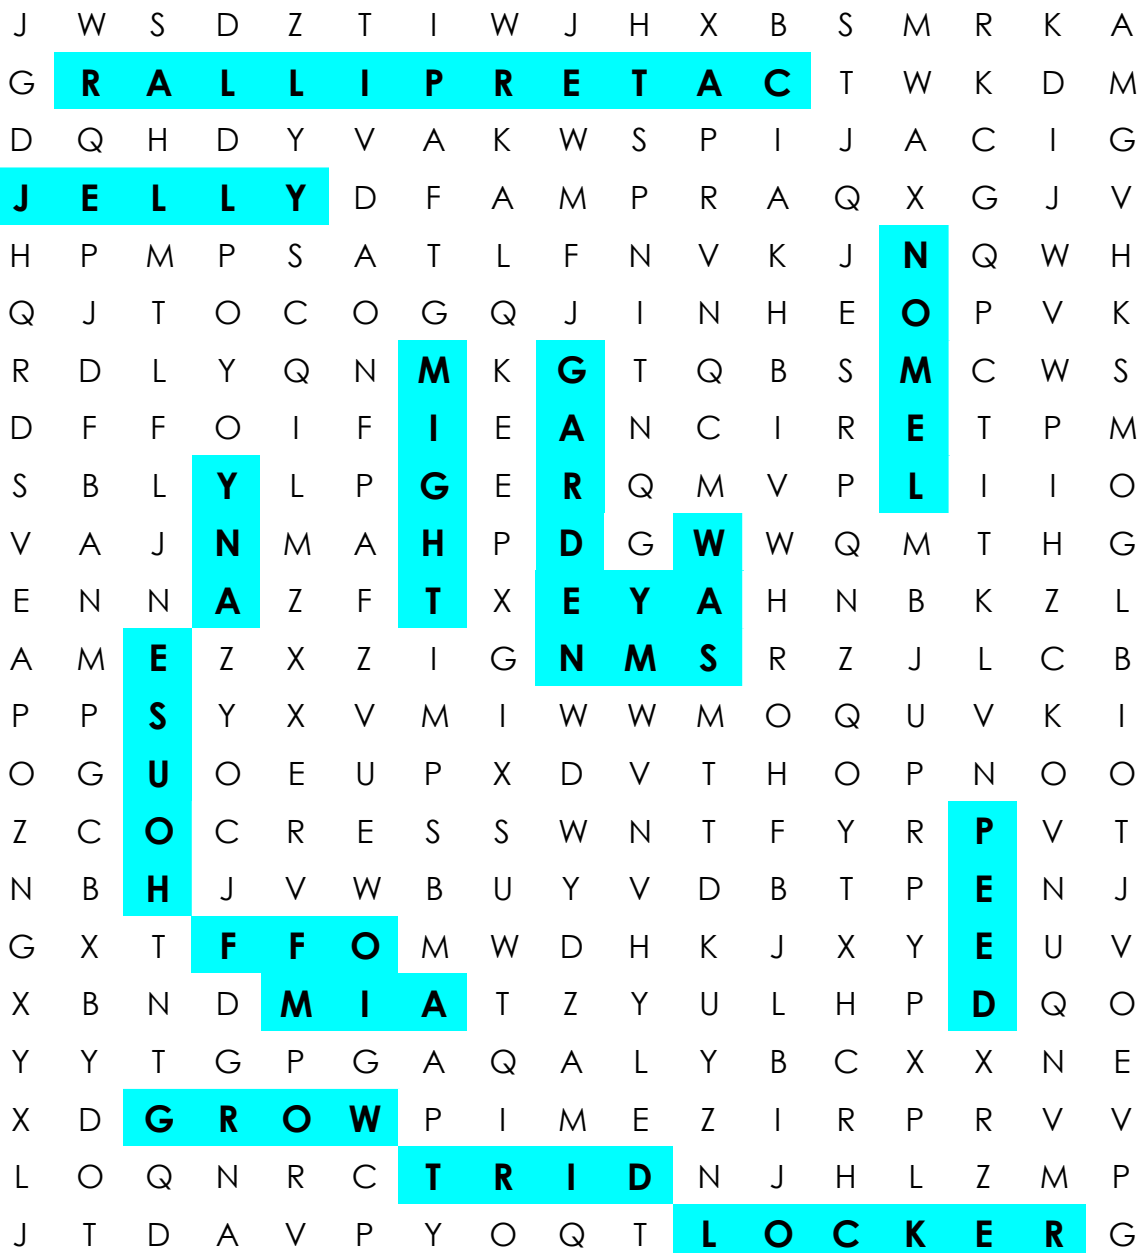 J W S D Z T I W J H X B S M R K A
G R A L L I P R E T A C T W K D M
D Q H D Y V A K W S P I J A C I G
J E L L Y D F A M P R A Q X G J V
H P M P S A T L F N V K J N Q W H
Q J T O C O G Q J I N H E O P V K
R D L Y Q N M K G T Q B S M C W S
D F F O I F I E A N C I R E T P M
S B L Y L P G E R Q M V P L I I O
V A J N M A H P D G W W Q M T H G
E N N A Z F T X E Y A H N B K Z L
A M E Z X Z I G N M S R Z J L C B
P P S Y X V M I W W M O Q U V K I
O G U O E U P X D V T H O P N O O
Z C O C R E S S W N T F Y R P V T
N B H J V W B U Y V D B T P E N J
G X T F F O M W D H K J X Y E U V
X B N D M I A T Z Y U L H P D Q O
Y Y T G P G A Q A L Y B C X X N E
X D G R O W P I M E Z I R P R V V
L O Q N R C T R I D N J H L Z M P
J T D A V P Y O Q T L O C K E R G